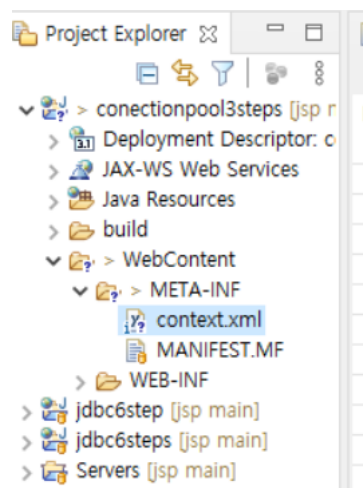 Project Explorer
> conectionpool3steps [jsp r
Deployment Descriptor: c
JAX-WS Web Services
Java Resources
build
> WebContent
> META-INF
context.xml
MANIFEST.MF
WEB-INF
jdbc6step [jsp main]
jdbc6steps [jsp main]
Servers [jsp main]